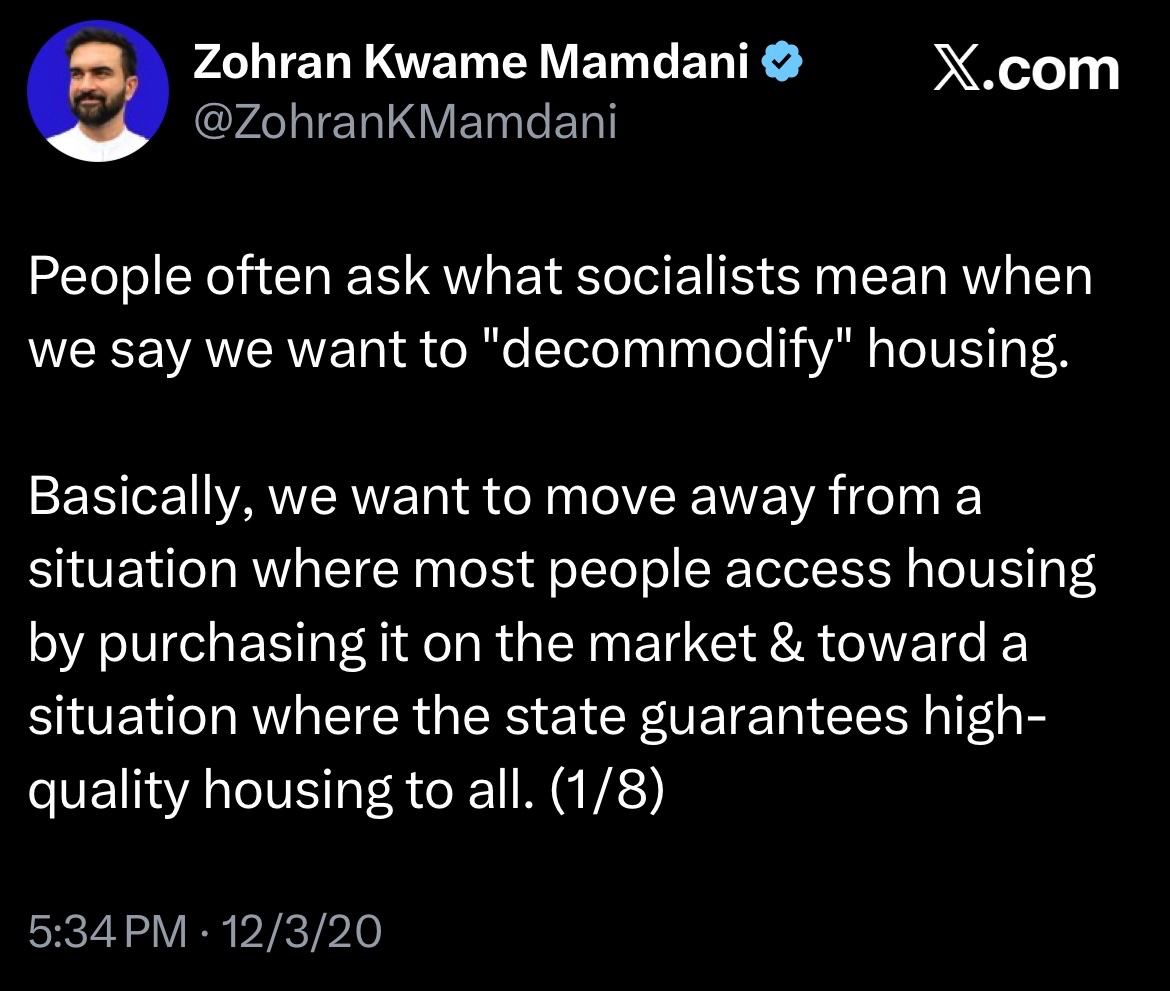 Zohran Kwame Mamdani
X.com
@ZohranKMamdani
People often ask what socialists mean when
we say we want to "decommodify" housing.
Basically, we want to move away from a
situation where most people access housing
by purchasing it on the market & toward a
situation where the state guarantees high-
quality housing to all. (1/8)
5:34 PM · 12/3/20